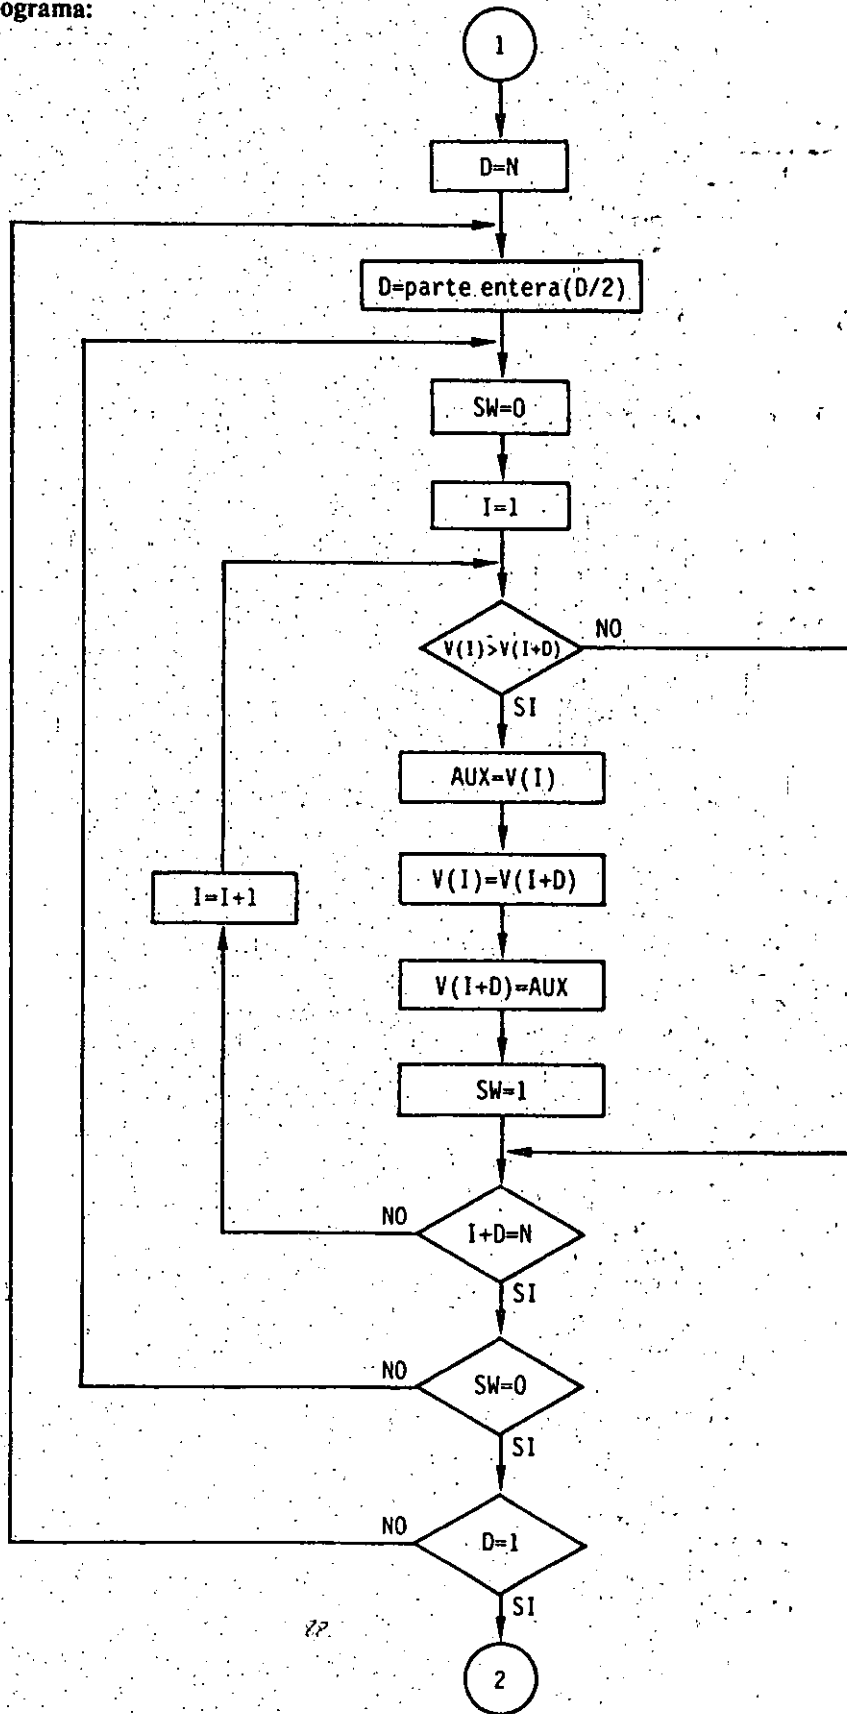 ograma:
1
D=N
D=parte entera(D/2)
SW=0
I=1
V(I)>V(I+D)
NO
SI
AUX=V(I)
V(I)=V(I+D)
I=I+1
V(I+D)=AUX
SW=1
NO
I+D=N
SI
NO
SW=0
SI
NO
D=1
SI
2